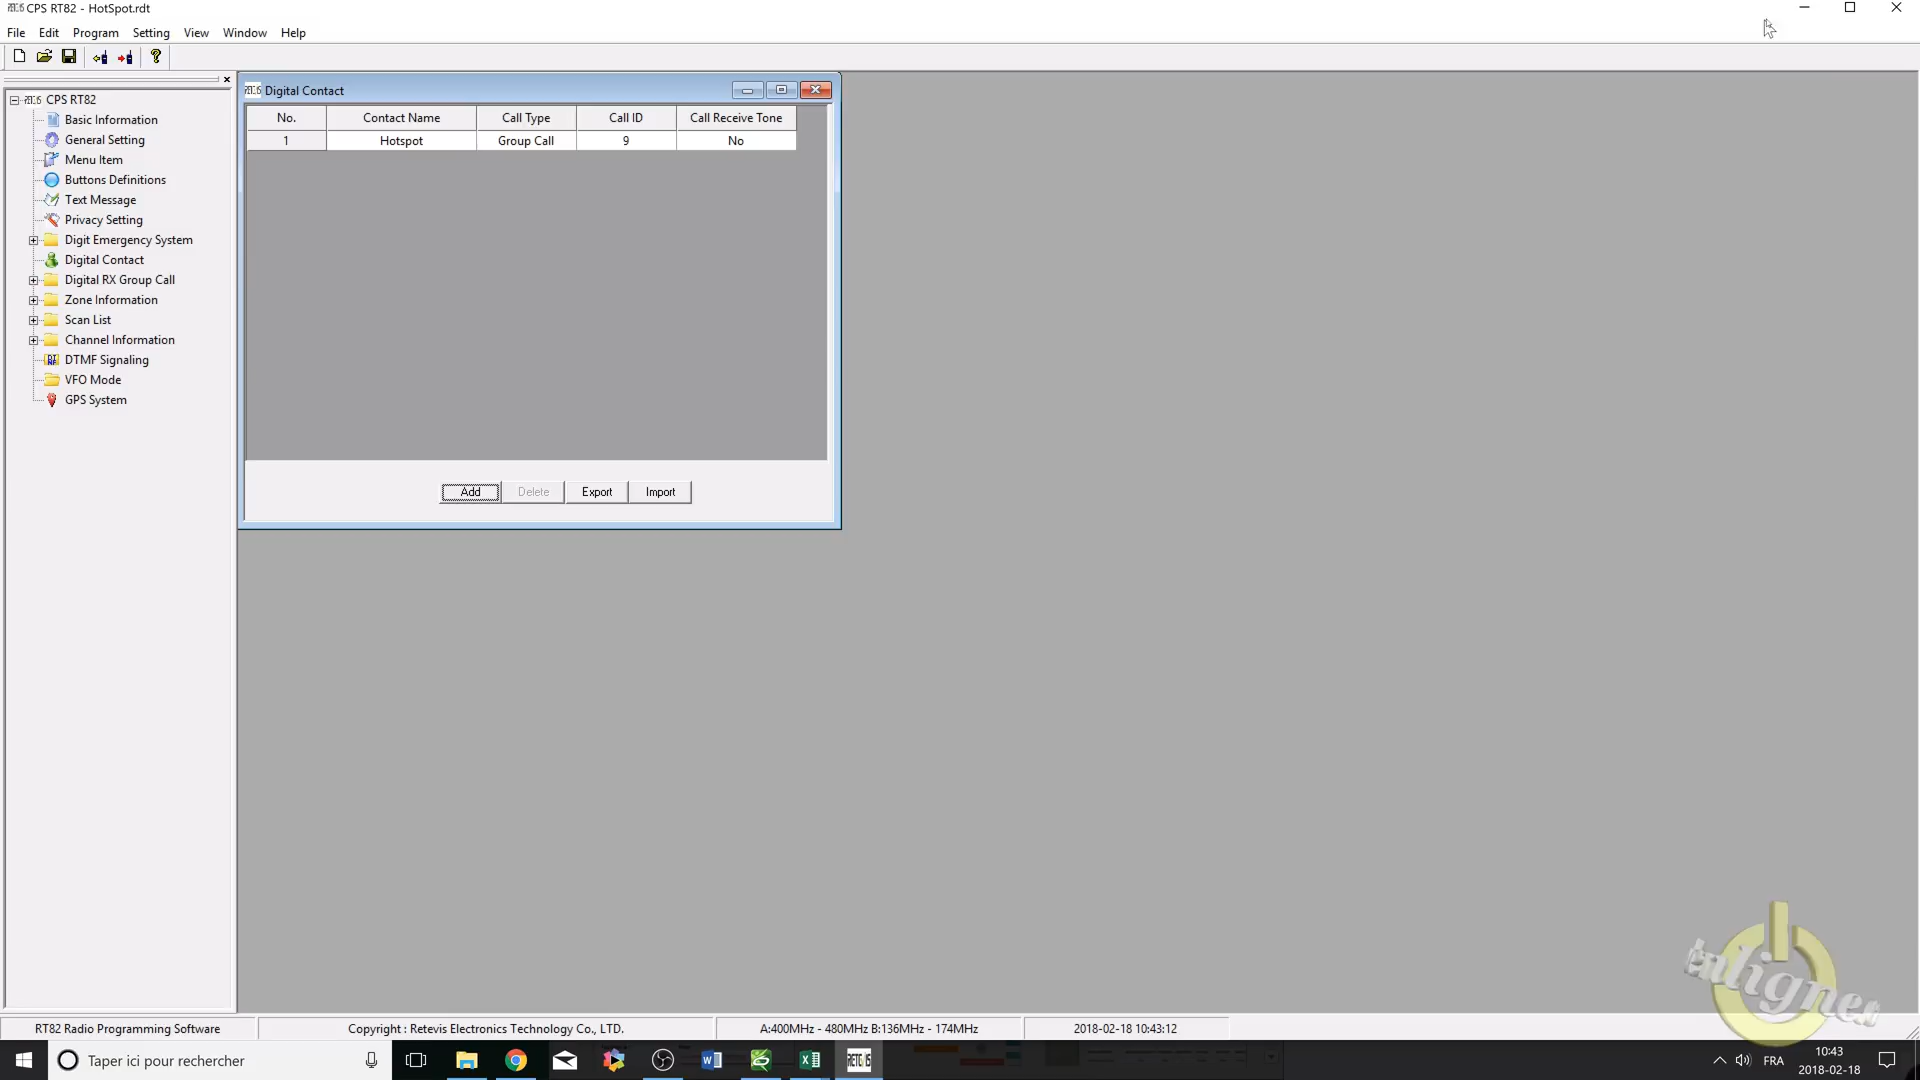 CPS RT82 - HotSpot.rdt
File Edit Program Setting View Window Help
CPS RT82
Basic Information
General Setting
Menu Item
Buttons Definitions
Text Message
Privacy Setting
Digit Emergency System
Digital Contact
Digital RX Group Call
Zone Information
Scan List
Channel Information
DTMF Signaling
VFO Mode
GPS System
Digital Contact
No. Contact Name Call Type Call ID Call Receive Tone
1 Hotspot Group Call 9 No
Add Delete Export Import
RT82 Radio Programming Software Copyright : Retevis Electronics Technology Co., LTD. A:400MHz - 480MHz B:136MHz - 174MHz 2018-02-18 10:43:12
Taper ici pour rechercher
FRA
10:43
2018-02-18